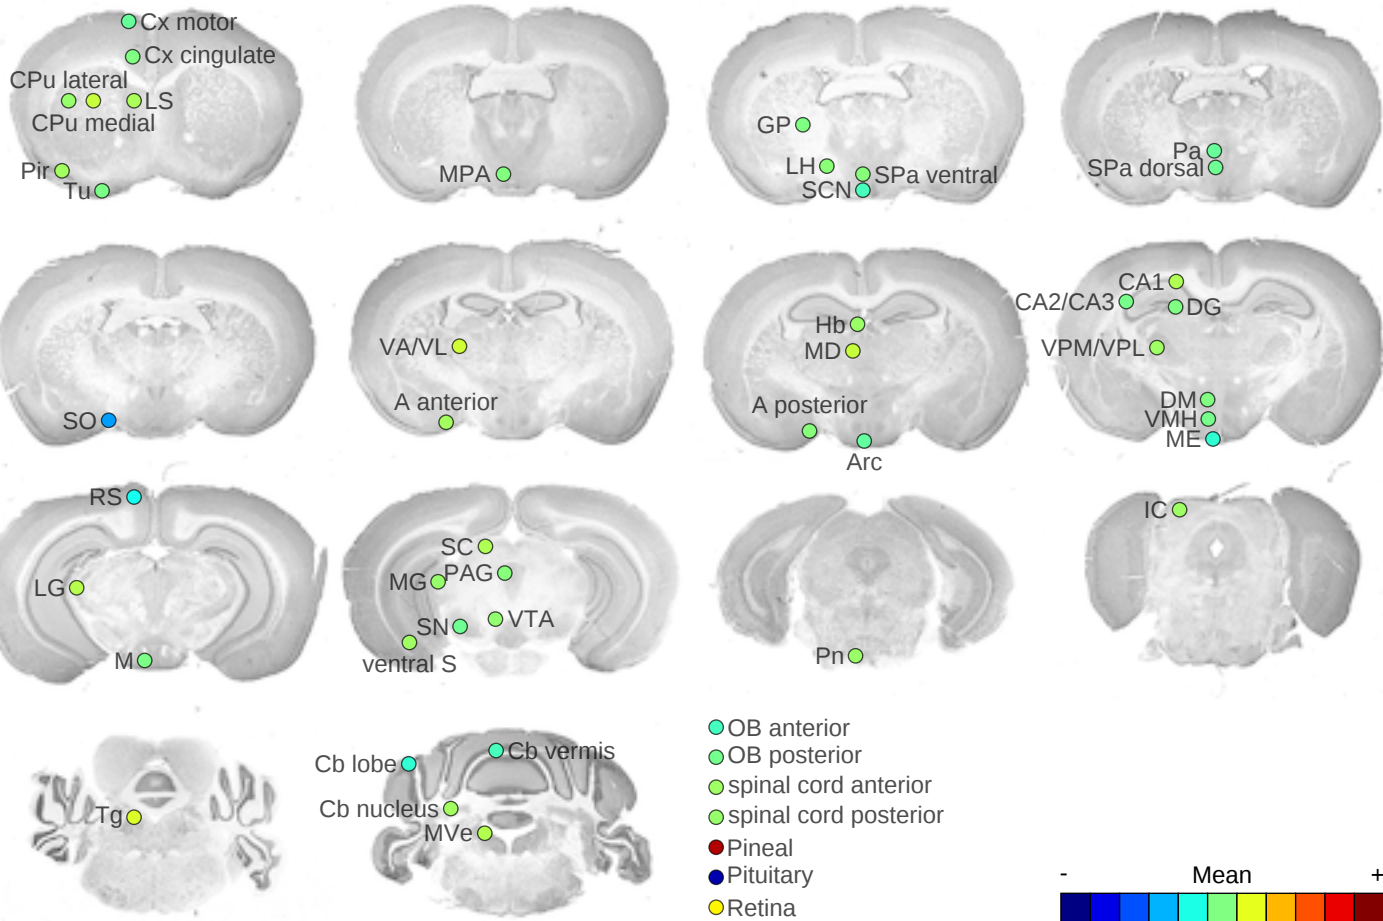 Cx motor
Cx cingulate
CPu lateral
LS
CPu medial
Pir
Tu
MPA
GP
LH
SPa ventral
SCN
Pa
SPa dorsal
SO
VA/VL
A anterior
Hb
MD
A posterior
Arc
CA1
CA2/CA3
DG
VPM/VPL
DM
VMH
ME
RS
LG
M
SC
MG
PAG
SN
VTA
ventral S
Pn
IC
Tg
Cb lobe
Cb vermis
Cb nucleus
MVe
OB anterior
OB posterior
spinal cord anterior
spinal cord posterior
Pineal
Pituitary
Retina
- Mean +